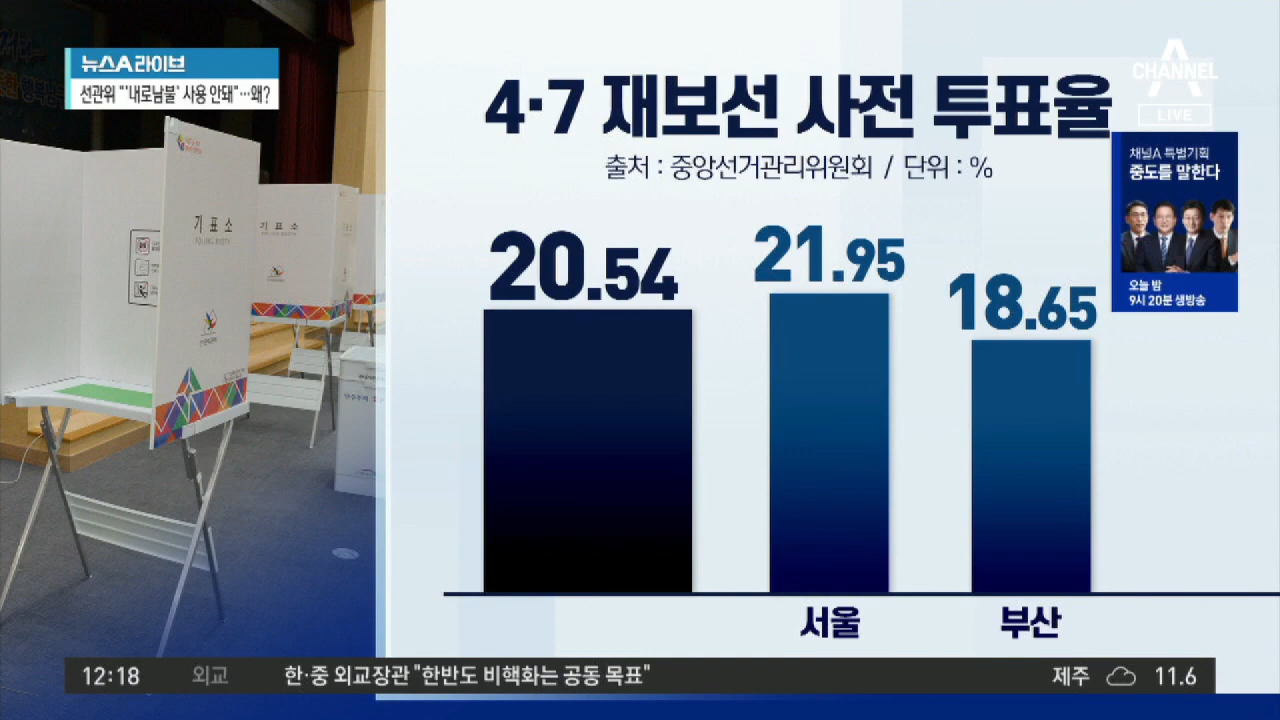 뉴스A 라이브
선관위 "'내로남불' 사용 안돼"…왜?
4·7 재보선 사전 투표율
출처 : 중앙선거관리위원회 / 단위 : %
CHANNEL A
LIVE
채널A 특별기획
중도를 말한다
오늘 밤
9시 20분 생방송
20.54
21.95
18.65
서울
부산
기표소
POLLING BOOTH
기표소
12:18 외교 한·중 외교장관 "한반도 비핵화는 공동 목표" 제주 11.6